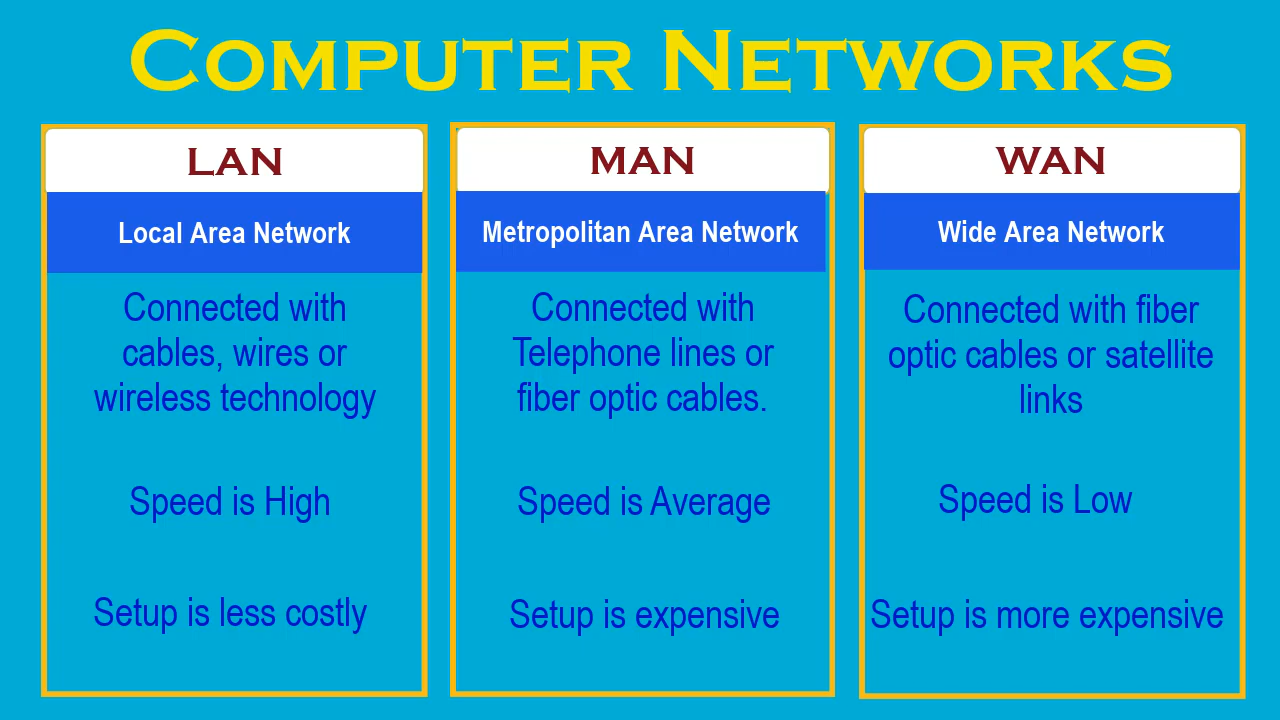 COMPUTER NETWORKS
LAN
Local Area Network
Connected with
cables, wires or
wireless technology
Speed is High
Setup is less costly
MAN
Metropolitan Area Network
Connected with
Telephone lines or
fiber optic cables.
Speed is Average
Setup is expensive
WAN
Wide Area Network
Connected with fiber
optic cables or satellite
links
Speed is Low
Setup is more expensive